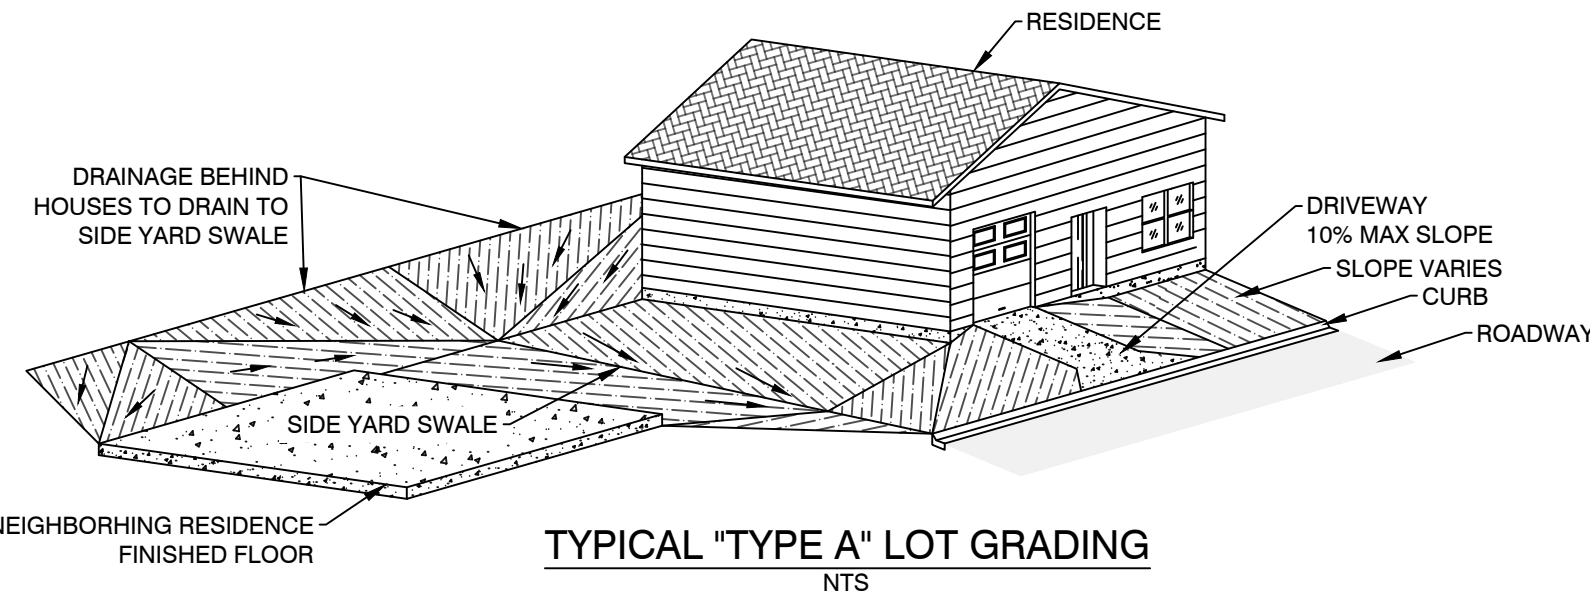 RESIDENCE
DRAINAGE BEHIND
HOUSES TO DRAIN TO
SIDE YARD SWALE
DRIVEWAY
10% MAX SLOPE
SLOPE VARIES
CURB
ROADWAY
SIDE YARD SWALE
NEIGHBORHING RESIDENCE
FINISHED FLOOR
TYPICAL "TYPE A" LOT GRADING
NTS